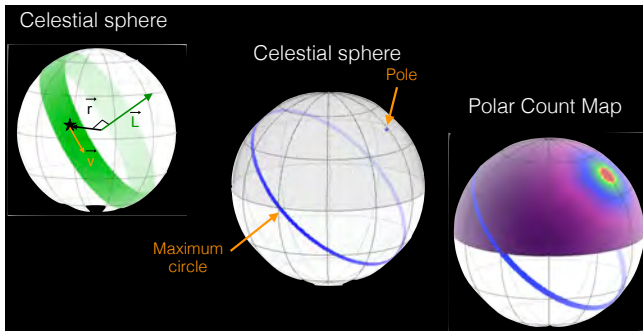 Celestial sphere
r
L
v
Celestial sphere
Pole
Maximum
circle
Polar Count Map